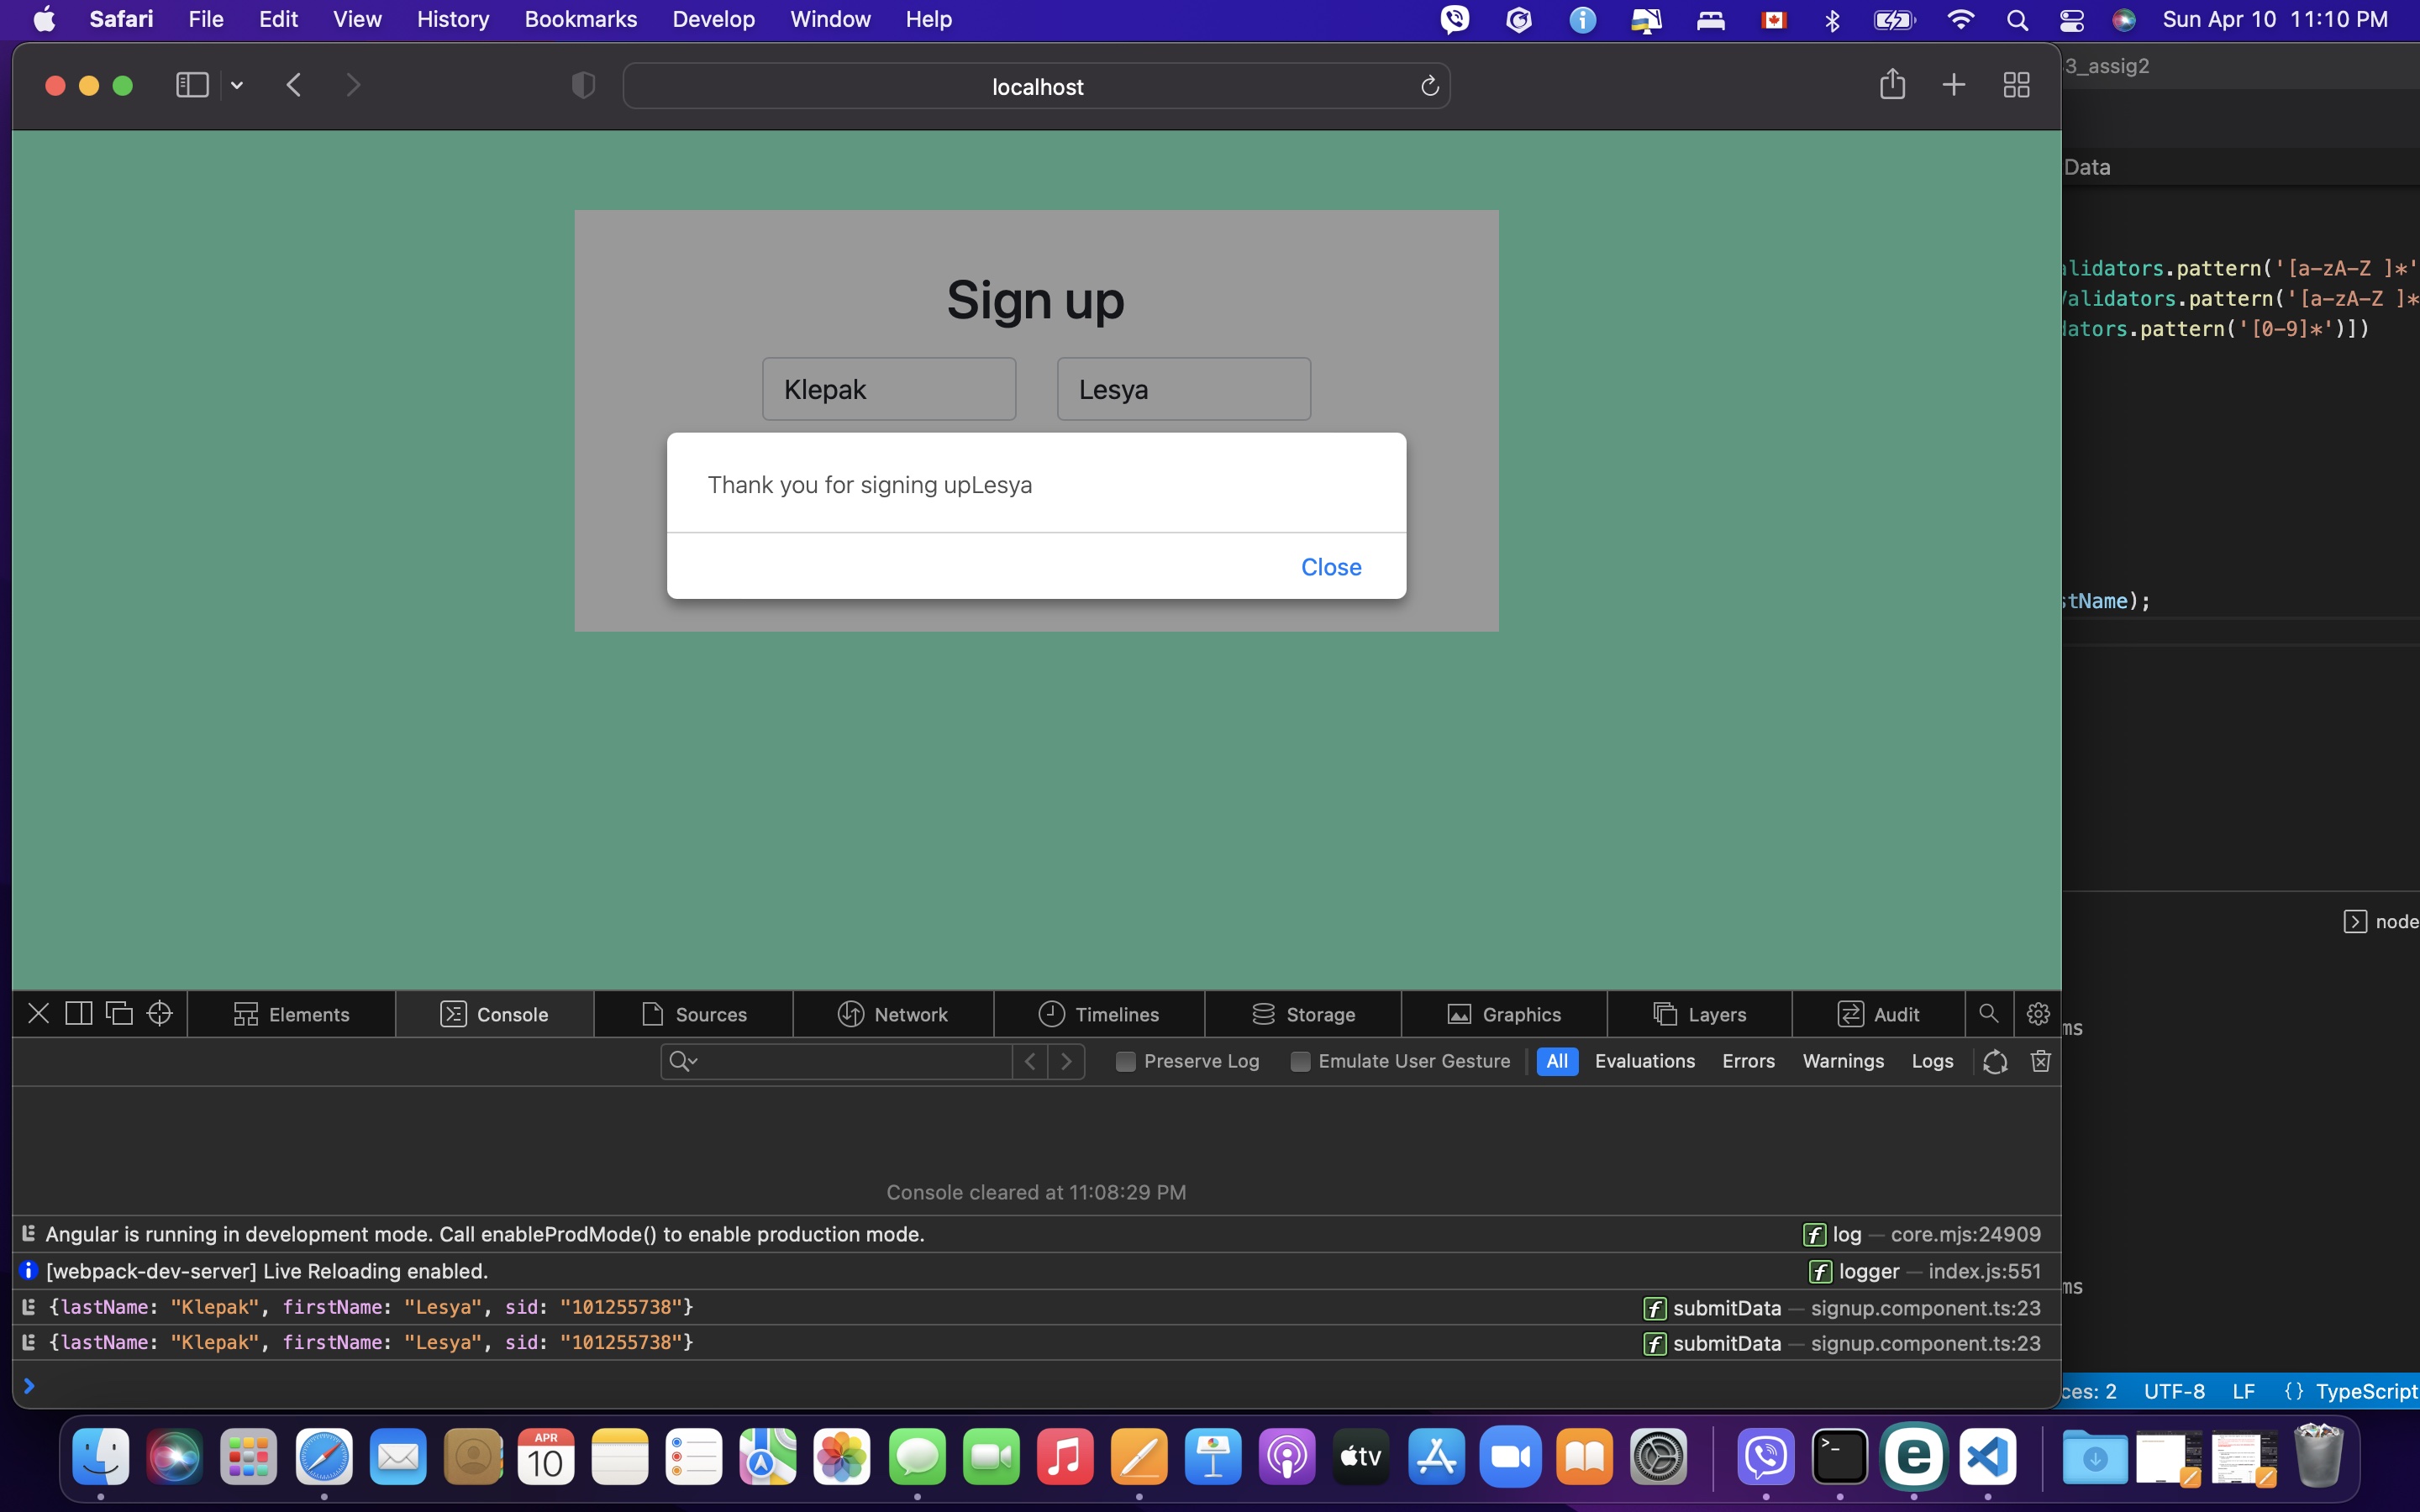 Safari File Edit View History Bookmarks Develop Window Help Sun Apr 10 11:10 PM
localhost
3_assig2
Data
alidators.pattern('[a-zA-Z ]*'
Validators.pattern('[a-zA-Z ]*
dators.pattern('[0-9]*')])
Sign up
Klepak Lesya
Thank you for signing upLesya
Close
stName);
node
Elements Console Sources Network Timelines Storage Graphics Layers Audit
ms
Preserve Log Emulate User Gesture All Evaluations Errors Warnings Logs
Console cleared at 11:08:29 PM
Angular is running in development mode. Call enableProdMode() to enable production mode. f log — core.mjs:24909
[webpack-dev-server] Live Reloading enabled. f logger — index.js:551
ms
{lastName: "Klepak", firstName: "Lesya", sid: "101255738"} f submitData — signup.component.ts:23
{lastName: "Klepak", firstName: "Lesya", sid: "101255738"} f submitData — signup.component.ts:23
ces: 2 UTF-8 LF {} TypeScript
APR
10
tv